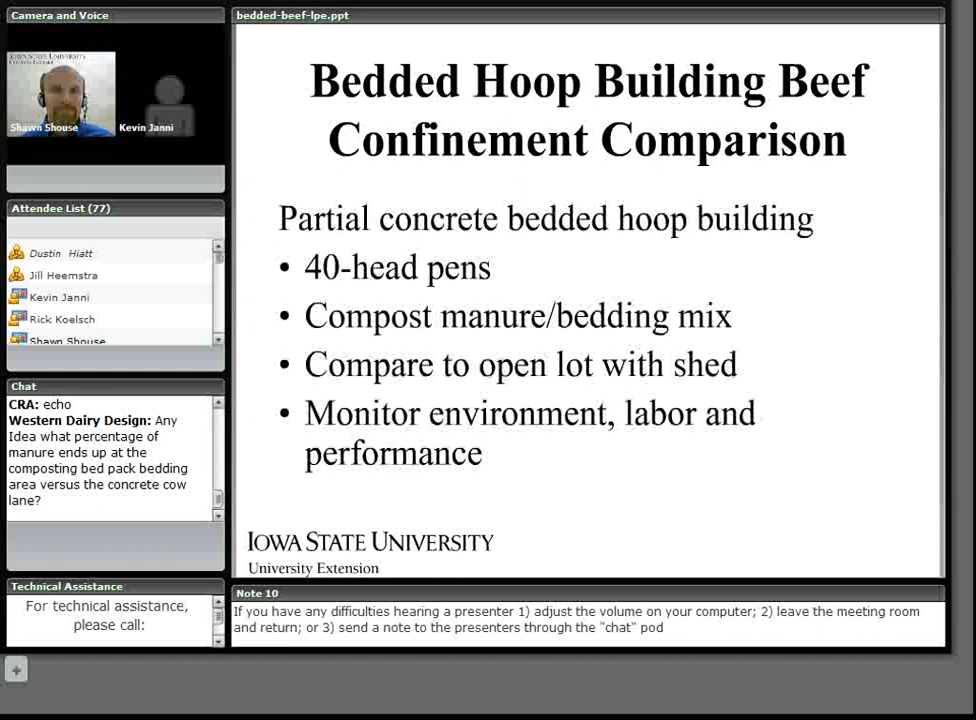 Camera and Voice
IOWA STATE UNIVERSITY
Shawn Shouse
Kevin Janni
Attendee List (77)
Dustin Hiatt
Jill Heemstra
Kevin Janni
Rick Koelsch
Shawn Shouse
Chat
CRA: echo
Western Dairy Design: Any
Idea what percentage of
manure ends up at the
composting bed pack bedding
area versus the concrete cow
lane?
Technical Assistance
For technical assistance,
please call:
bedded-beef-lpe.ppt
Bedded Hoop Building Beef
Confinement Comparison
Partial concrete bedded hoop building
• 40-head pens
• Compost manure/bedding mix
• Compare to open lot with shed
• Monitor environment, labor and
performance
IOWA STATE UNIVERSITY
University Extension
Note 10
If you have any difficulties hearing a presenter 1) adjust the volume on your computer; 2) leave the meeting room
and return; or 3) send a note to the presenters through the "chat" pod